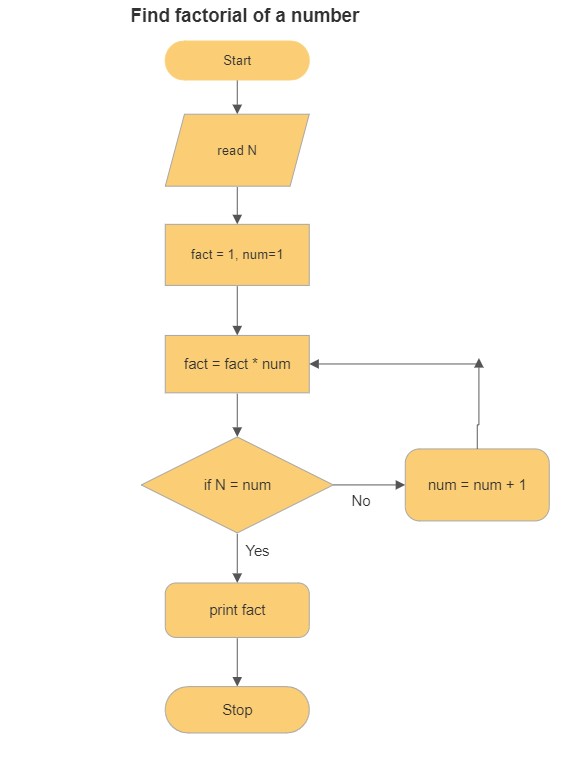 Find factorial of a number
Start
read N
fact = 1, num=1
fact = fact * num
if N = num
No
num = num + 1
Yes
print fact
Stop